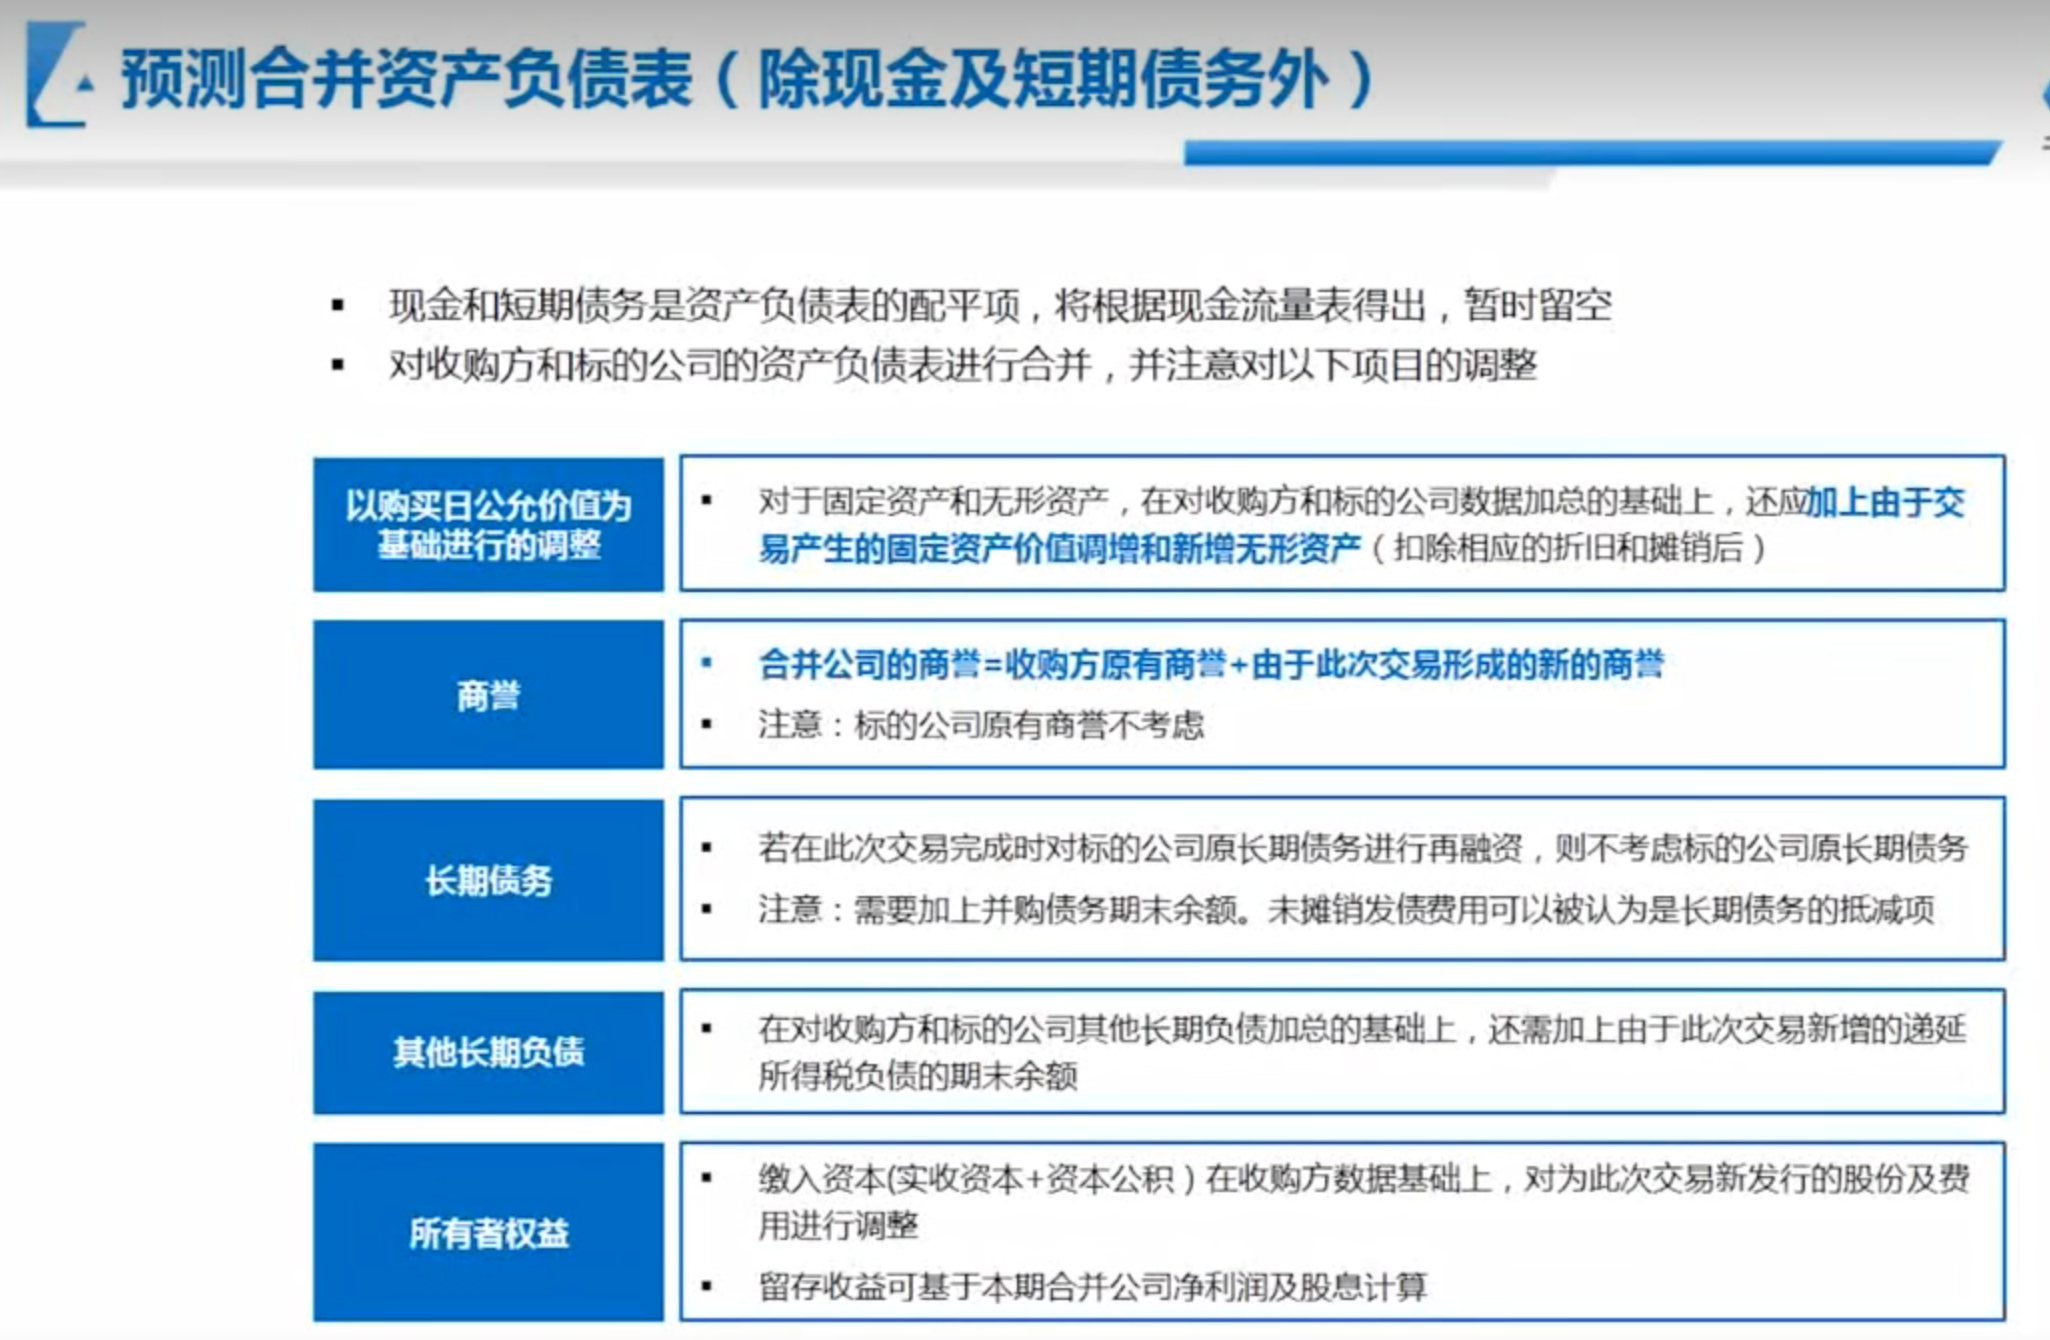 预测合并资产负债表（除现金及短期债务外）
▪ 现金和短期债务是资产负债表的配平项，将根据现金流量表得出，暂时留空
▪ 对收购方和标的公司的资产负债表进行合并，并注意对以下项目的调整
以购买日公允价值为
基础进行的调整
▪ 对于固定资产和无形资产，在对收购方和标的公司数据加总的基础上，还应加上由于交
易产生的固定资产价值调增和新增无形资产（扣除相应的折旧和摊销后）
商誉
▪ 合并公司的商誉=收购方原有商誉+由于此次交易形成的新的商誉
▪ 注意：标的公司原有商誉不考虑
长期债务
▪ 若在此次交易完成时对标的公司原长期债务进行再融资，则不考虑标的公司原长期债务
▪ 注意：需要加上并购债务期末余额。未摊销发债费用可以被认为是长期债务的抵减项
其他长期负债
▪ 在对收购方和标的公司其他长期负债加总的基础上，还需加上由于此次交易新增的递延
所得税负债的期末余额
所有者权益
▪ 缴入资本(实收资本+资本公积）在收购方数据基础上，对为此次交易新发行的股份及费
用进行调整
▪ 留存收益可基于本期合并公司净利润及股息计算